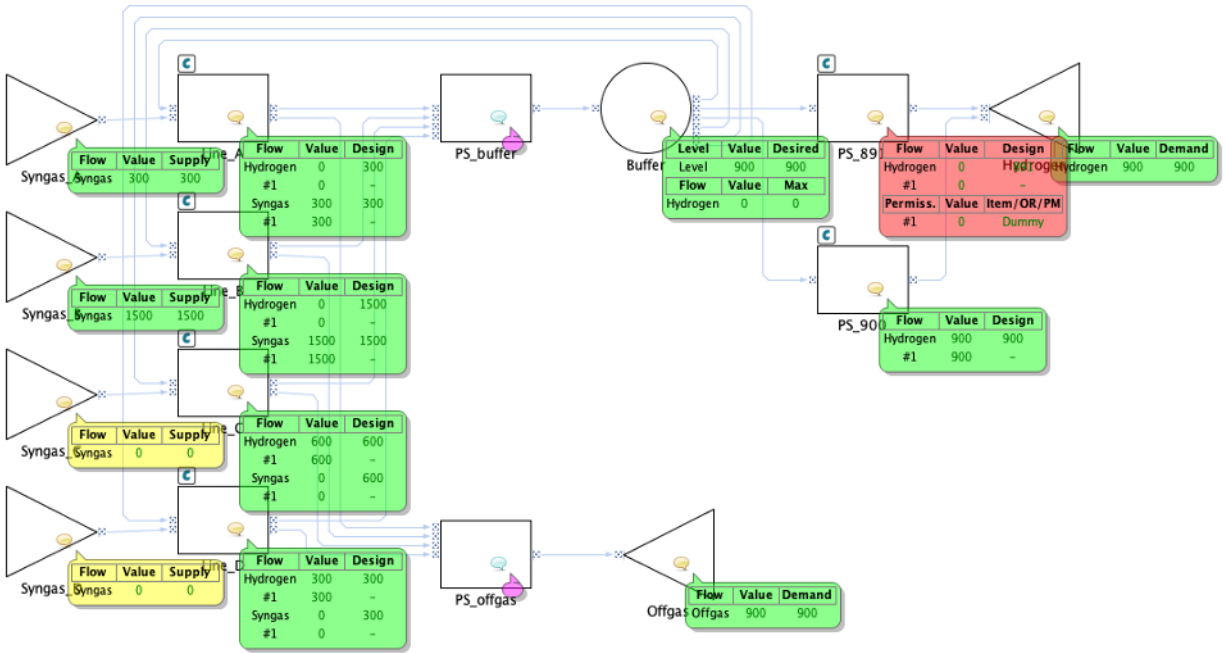 C
C
Line_A
PS_buffer
Buffer
PS_891
Hydrogen
Syngas_A
Flow Value Supply
Syngas 300 300
Flow Value Design
Hydrogen 0 300
#1 0 –
Syngas 300 300
#1 300 –
Level Value Desired
Level 900 900
Flow Value Max
Hydrogen 0 0
Flow Value Design
Hydrogen 0
#1 0 –
Permiss. Value Item/OR/PM
#1 0 Dummy
Flow Value Demand
Hydrogen 900 900
C
Line_B
Syngas_B
Flow Value Supply
Syngas 1500 1500
Flow Value Design
Hydrogen 0 1500
#1 0 –
Syngas 1500 1500
#1 1500 –
C
PS_900
Flow Value Design
Hydrogen 900 900
#1 900 –
C
Line_C
Flow Value Supply
Syngas 0 0
Flow Value Design
Hydrogen 600 600
#1 600 –
Syngas 0 600
#1 0 –
C
Line_D
Flow Value Supply
Syngas 0 0
Flow Value Design
Hydrogen 300 300
#1 300 –
Syngas 0 300
#1 0 –
PS_offgas
Offgas
Flow Value Demand
Offgas 900 900